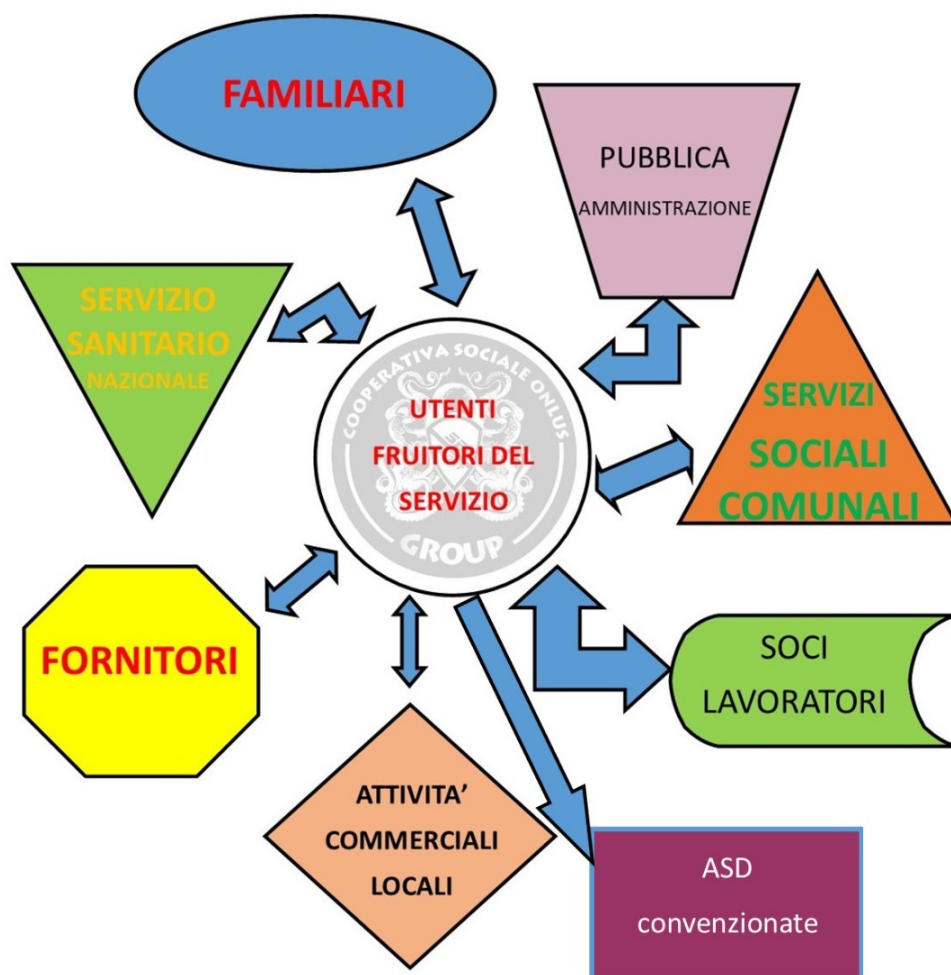 FAMILIARI
PUBBLICA
AMMINISTRAZIONE
SERVIZIO
SANITARIO
NAZIONALE
COOPERATIVA SOCIALE ONLUS
UTENTI
FRUITORI DEL
SERVIZIO
GROUP
SERVIZI
SOCIALI
COMUNALI
FORNITORI
SOCI
LAVORATORI
ATTIVITA’
COMMERCIALI
LOCALI
ASD
convenzionate